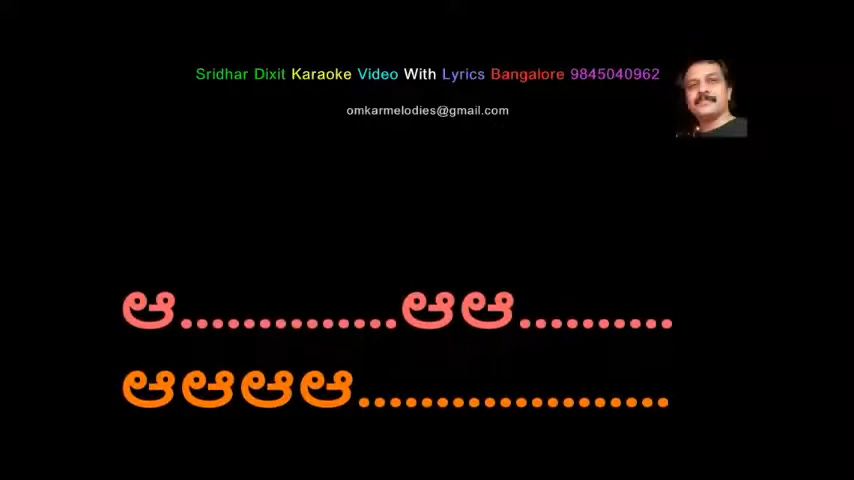 Sridhar Dixit Karaoke Video With Lyrics Bangalore 9845040962
omkarmelodies@gmail.com
ಆ..............ಆಆ..........
ಆಆಆಆ....................